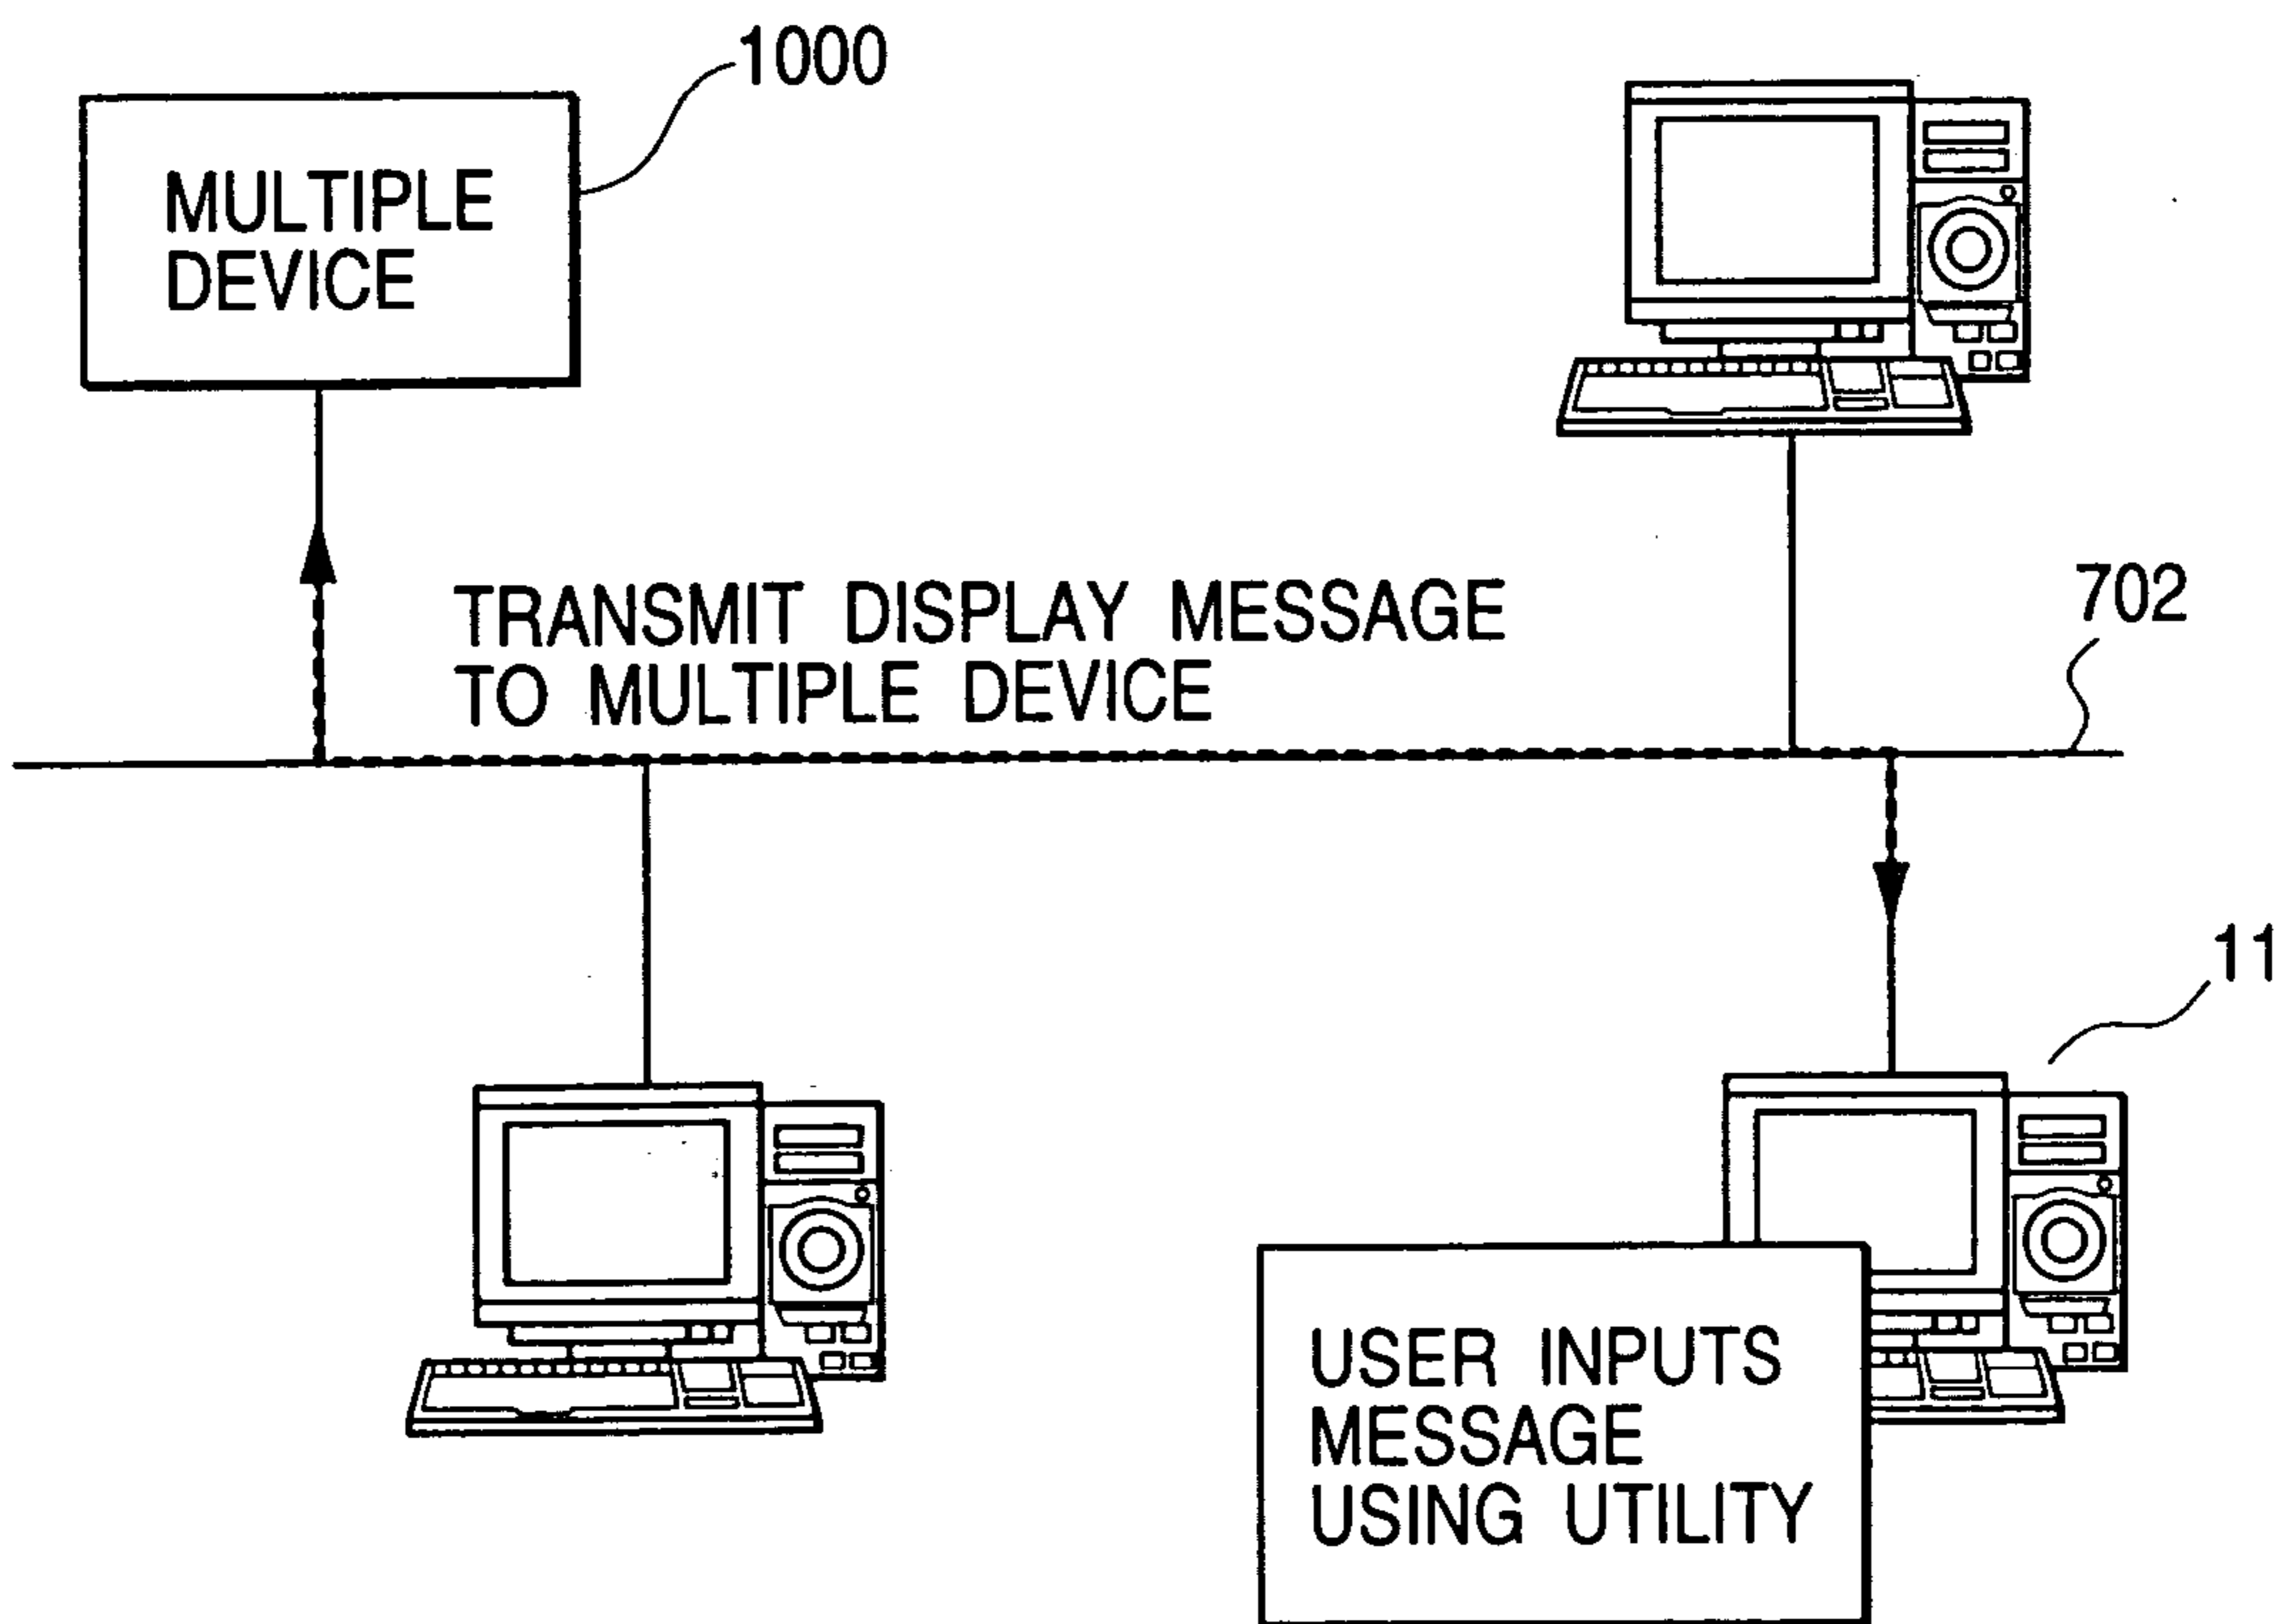 1000
MULTIPLE
DEVICE
TRANSMIT DISPLAY MESSAGE
TO MULTIPLE DEVICE
702
11
USER INPUTS
MESSAGE
USING UTILITY